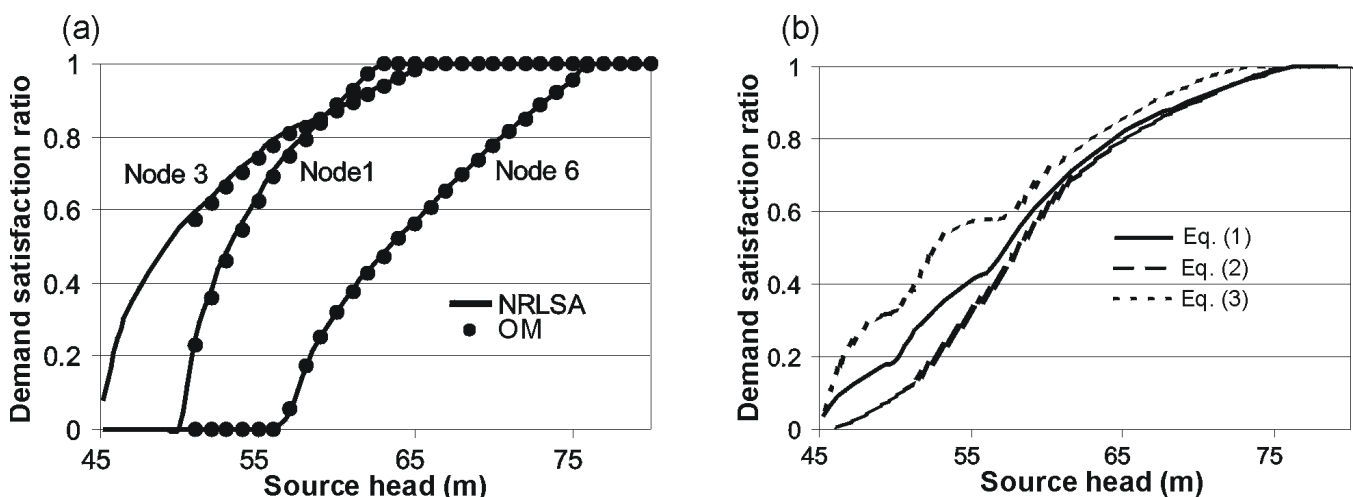 (a)
Demand satisfaction ratio
1
0.8
0.6
0.4
0.2
0
Node 3
Node1
Node 6
NRLSA
OM
45
55
65
75
Source head (m)
(b)
Demand satisfaction ratio
1
0.8
0.6
0.4
0.2
0
Eq. (1)
Eq. (2)
Eq. (3)
45
55
65
75
Source head (m)